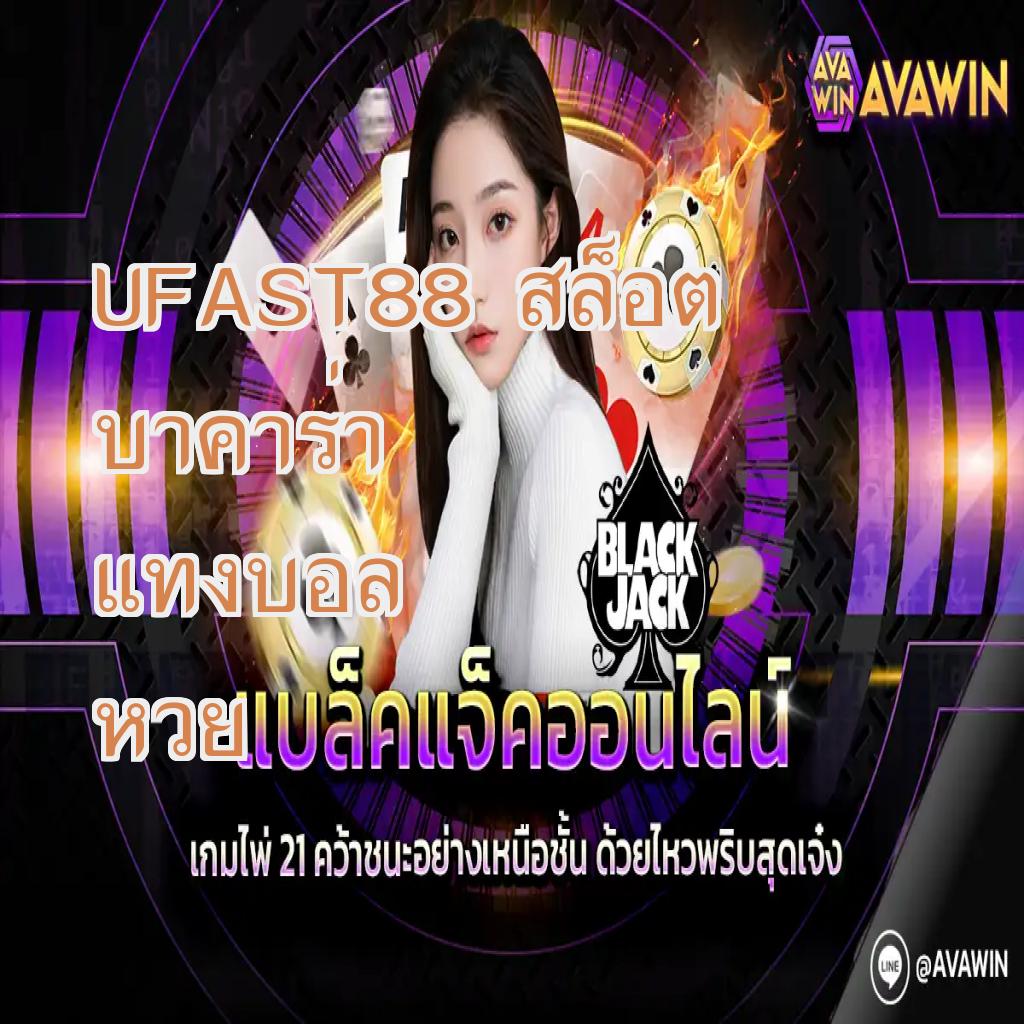 AVA
WIN
AVAWIN
UFAST88 สล็อต
บาคาร่า
แทงบอล
หวย
BLACK
JACK
แบล็คแจ็คออนไลน์
เกมไพ่ 21 คว้าชนะอย่างเหนือชั้น ด้วยไหวพริบสุดเจ๋ง
LINE
@AVAWIN